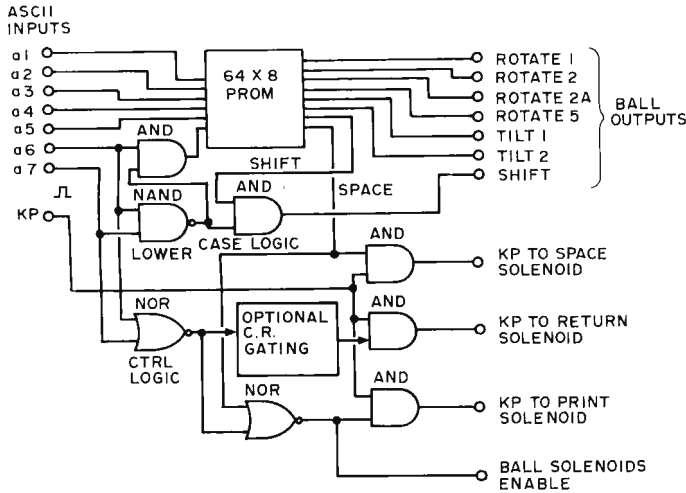 ASCII
INPUTS
a1
a2
a3
a4
a5
a6
a7
KP
64 X 8
PROM
AND
SHIFT
SPACE
NAND
LOWER
AND
CASE LOGIC
NOR
CTRL
LOGIC
OPTIONAL
C.R.
GATING
NOR
AND
AND
AND
ROTATE 1
ROTATE 2
ROTATE 2A
ROTATE 5
TILT 1
TILT 2
SHIFT
BALL
OUTPUTS
KP TO SPACE
SOLENOID
KP TO RETURN
SOLENOID
KP TO PRINT
SOLENOID
BALL SOLENOIDS
ENABLE